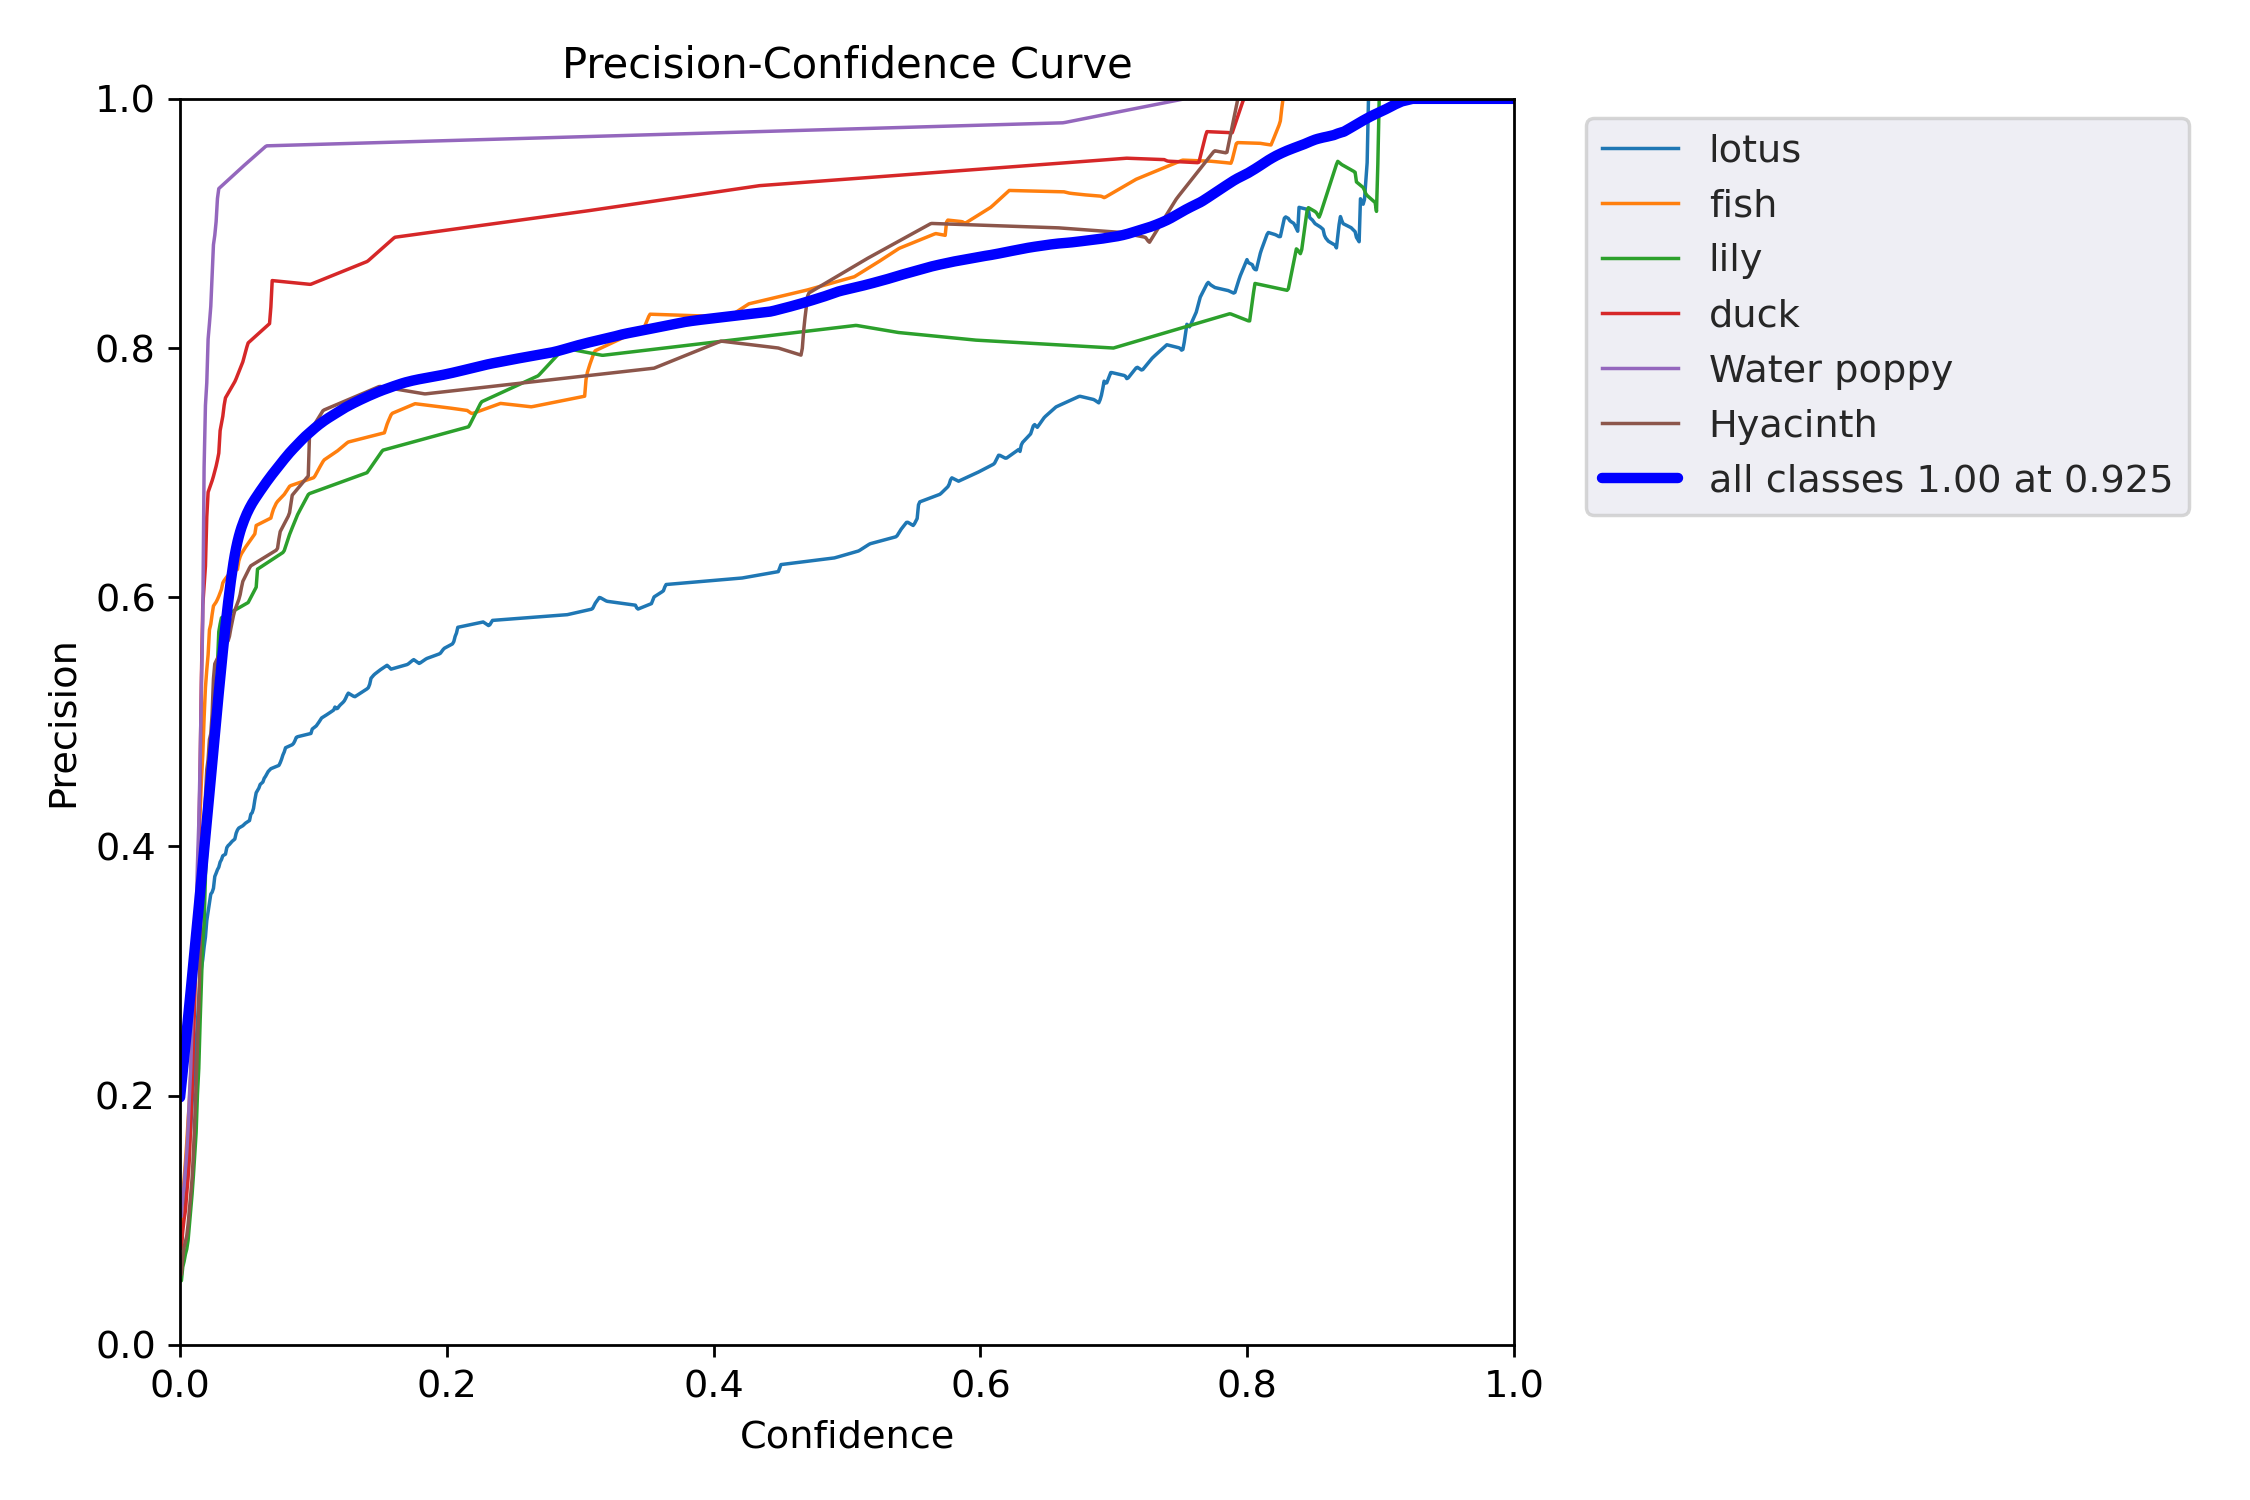 Precision-Confidence Curve
1.0
0.8
0.6
0.4
0.2
0.0
Precision
0.0 0.2 0.4 0.6 0.8 1.0
Confidence
lotus
fish
lily
duck
Water poppy
Hyacinth
all classes 1.00 at 0.925